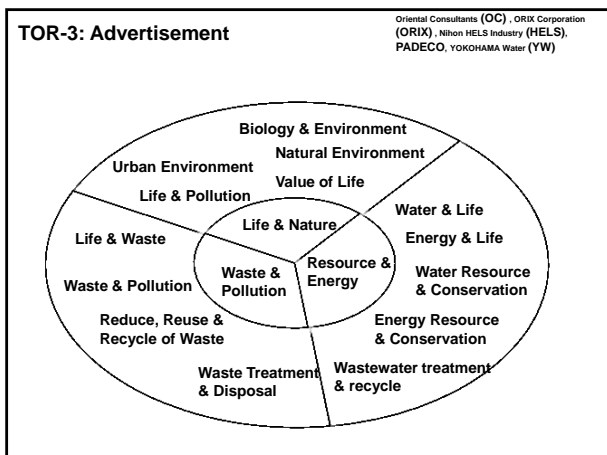 TOR-3: Advertisement
Oriental Consultants (OC) , ORIX Corporation
(ORIX) , Nihon HELS Industry (HELS),
PADECO, YOKOHAMA Water (YW)
Biology & Environment
Natural Environment
Urban Environment
Value of Life
Life & Pollution
Water & Life
Life & Nature
Life & Waste
Energy & Life
Resource &
Energy
Waste &
Pollution
Water Resource
& Conservation
Waste & Pollution
Reduce, Reuse &
Recycle of Waste
Energy Resource
& Conservation
Waste Treatment
& Disposal
Wastewater treatment
& recycle